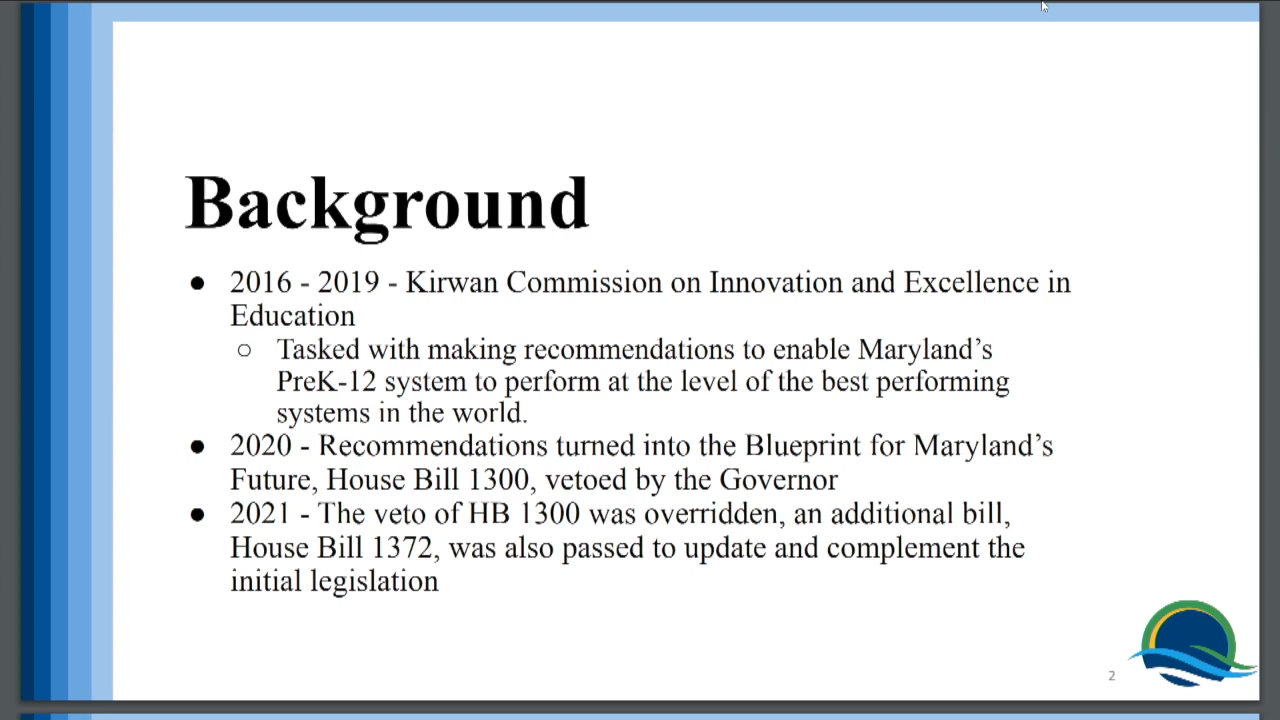 Background
● 2016 - 2019 - Kirwan Commission on Innovation and Excellence in
Education
○ Tasked with making recommendations to enable Maryland’s
PreK-12 system to perform at the level of the best performing
systems in the world.
● 2020 - Recommendations turned into the Blueprint for Maryland’s
Future, House Bill 1300, vetoed by the Governor
● 2021 - The veto of HB 1300 was overridden, an additional bill,
House Bill 1372, was also passed to update and complement the
initial legislation
2